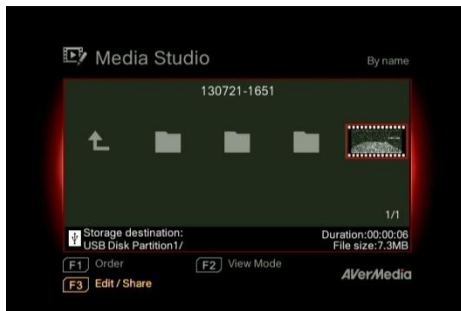 Media Studio
By name
130721-1651
1/1
Storage destination:
USB Disk Partition1/
Duration:00:00:06
File size:7.3MB
F1 Order
F2 View Mode
F3 Edit / Share
AVerMedia